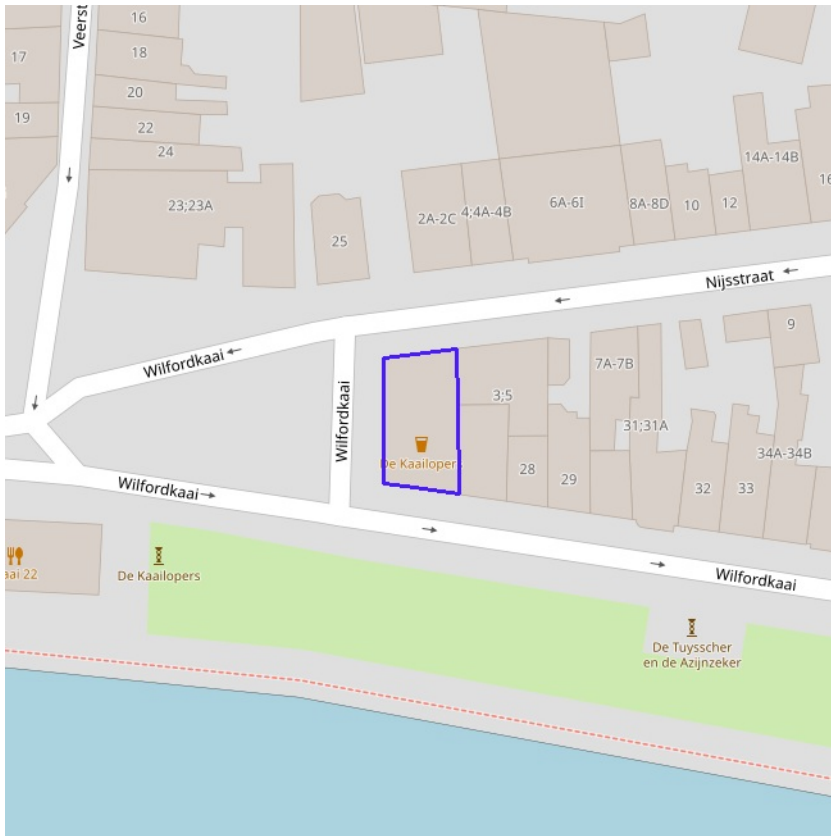 Veerst
16
17
18
20
19
22
24
14A-14B
23;23A
2A-2C
4;4A-4B
6A-6I
8A-8D
10
12
16
25
Nijsstraat
9
Wilfordkaai
7A-7B
3;5
Wilfordkaai
31;31A
De Kaailopers
28
29
34A-34B
32
33
Wilfordkaai
aai 22
De Kaailopers
Wilfordkaai
De Tuysscher
en de Azijnzeker